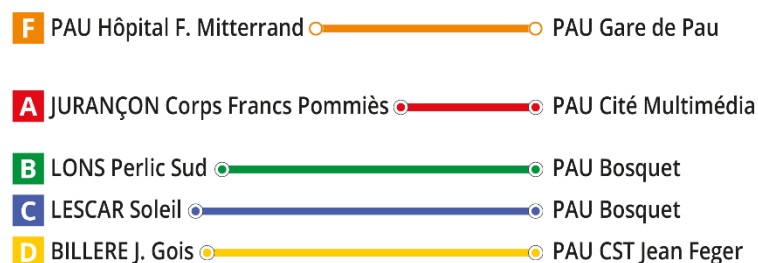 F PAU Hôpital F. Mitterrand PAU Gare de Pau
A JURANÇON Corps Francs Pommiès PAU Cité Multimédia
B LONS Perlic Sud PAU Bosquet
C LESCAR Soleil PAU Bosquet
D BILLERE J. Gois PAU CST Jean Feger